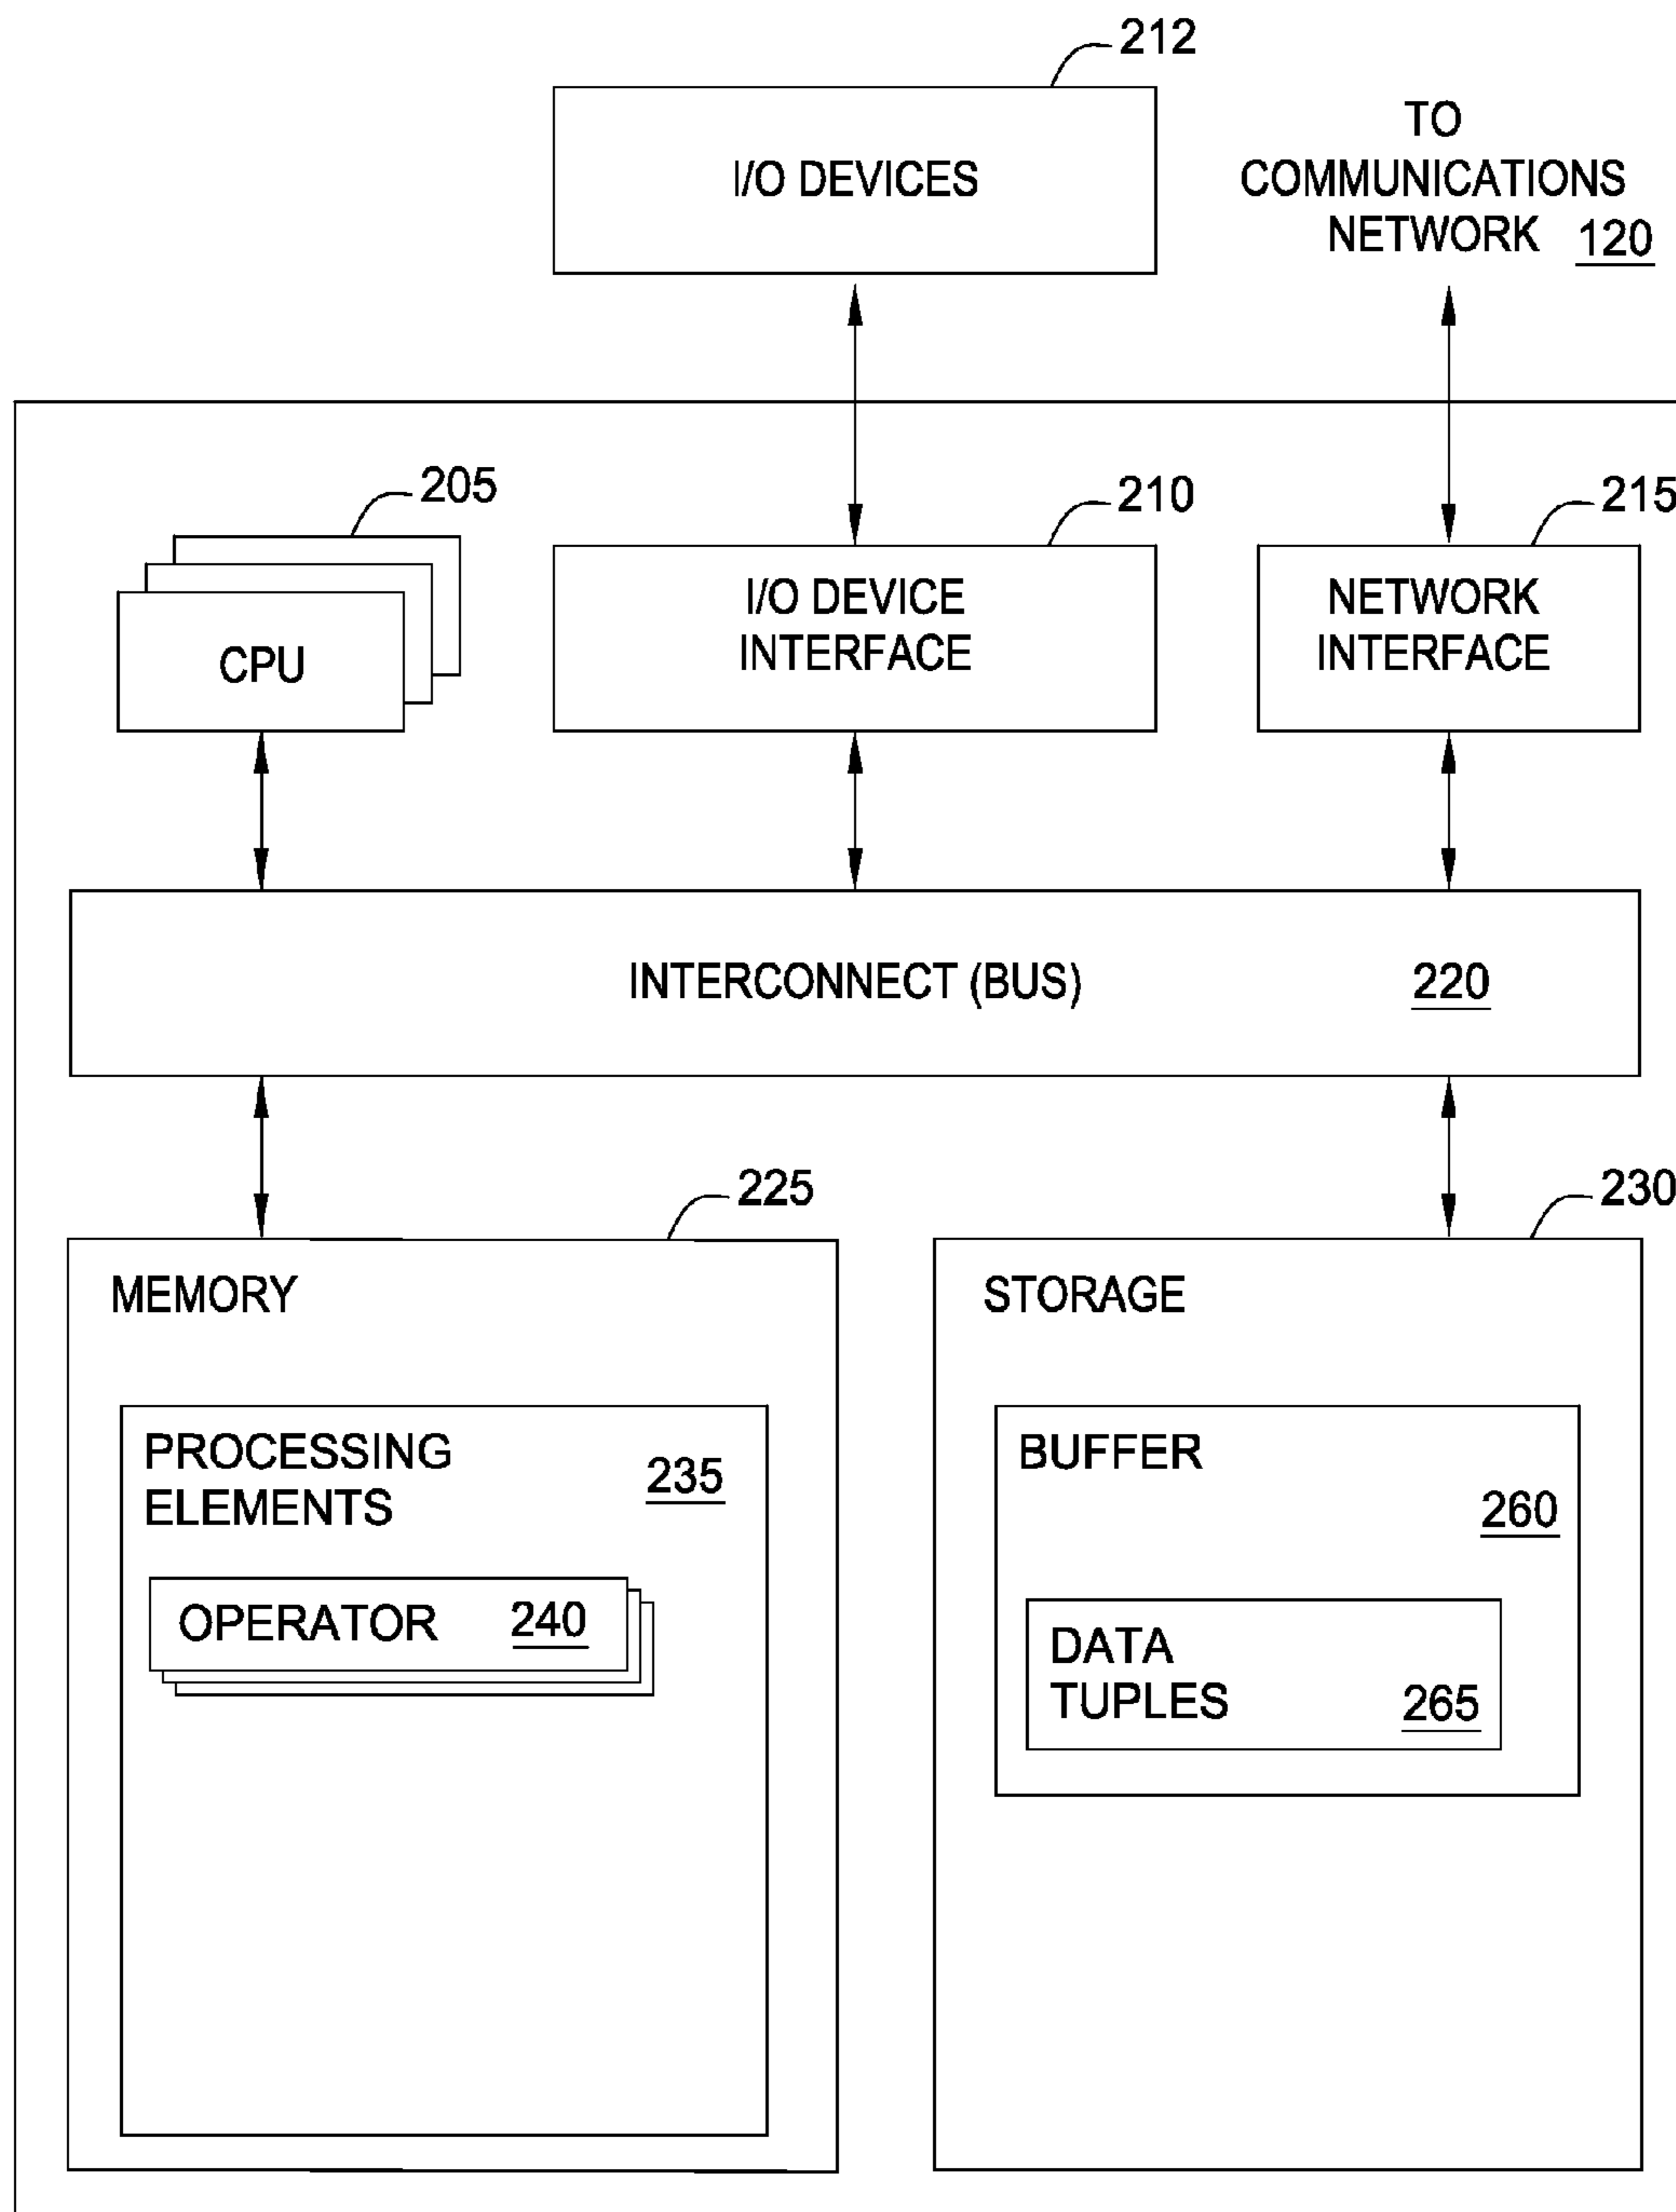 212
I/O DEVICES
TO
COMMUNICATIONS
NETWORK 120
205
210
215
CPU
I/O DEVICE
INTERFACE
NETWORK
INTERFACE
INTERCONNECT (BUS) 220
225
230
MEMORY
PROCESSING
ELEMENTS
235
OPERATOR 240
STORAGE
BUFFER
260
DATA
TUPLES 265